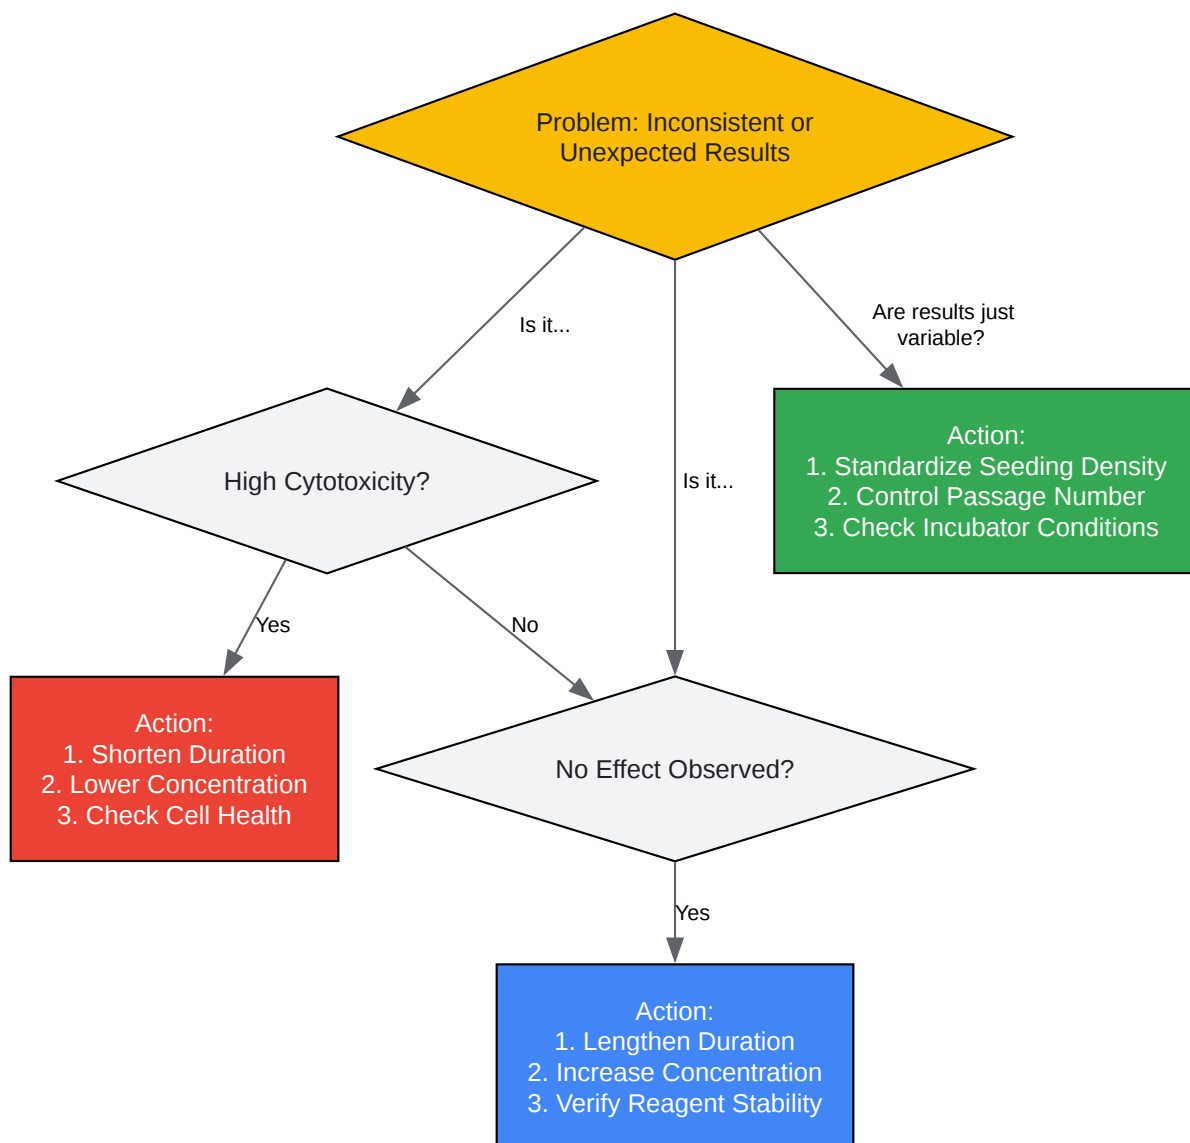 Problem: Inconsistent or
Unexpected Results
Is it...
Are results just
variable?
High Cytotoxicity?
Is it...
Action:
1. Standardize Seeding Density
2. Control Passage Number
3. Check Incubator Conditions
Yes
No
Action:
1. Shorten Duration
2. Lower Concentration
3. Check Cell Health
No Effect Observed?
Yes
Action:
1. Lengthen Duration
2. Increase Concentration
3. Verify Reagent Stability